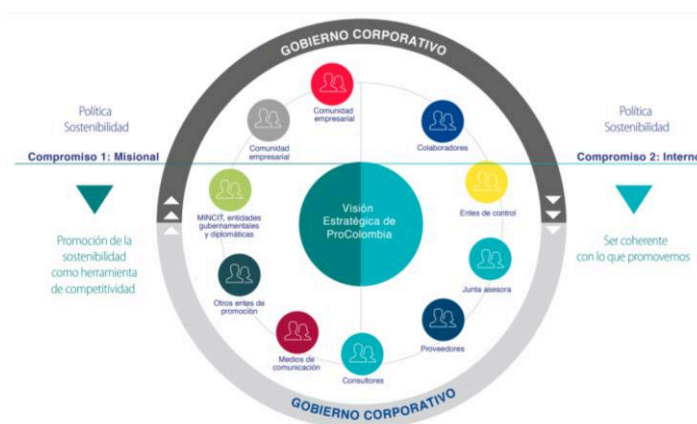 GOBIERNO CORPORATIVO
Política
Sostenibilidad
Compromiso 1: Misional
Promoción de la
sostenibilidad
como herramienta
de competitividad
Comunidad
empresarial
Comunidad
empresarial
MINCIT, entidades
gubernamentales
y diplomáticas
Otros entes de
promoción
Medios de
comunicación
Consultores
Visión
Estratégica de
ProColombia
Colaboradores
Entes de control
Junta asesora
Proveedores
Política
Sostenibilidad
Compromiso 2: Interno
Ser coherente
con lo que promovemos
GOBIERNO CORPORATIVO